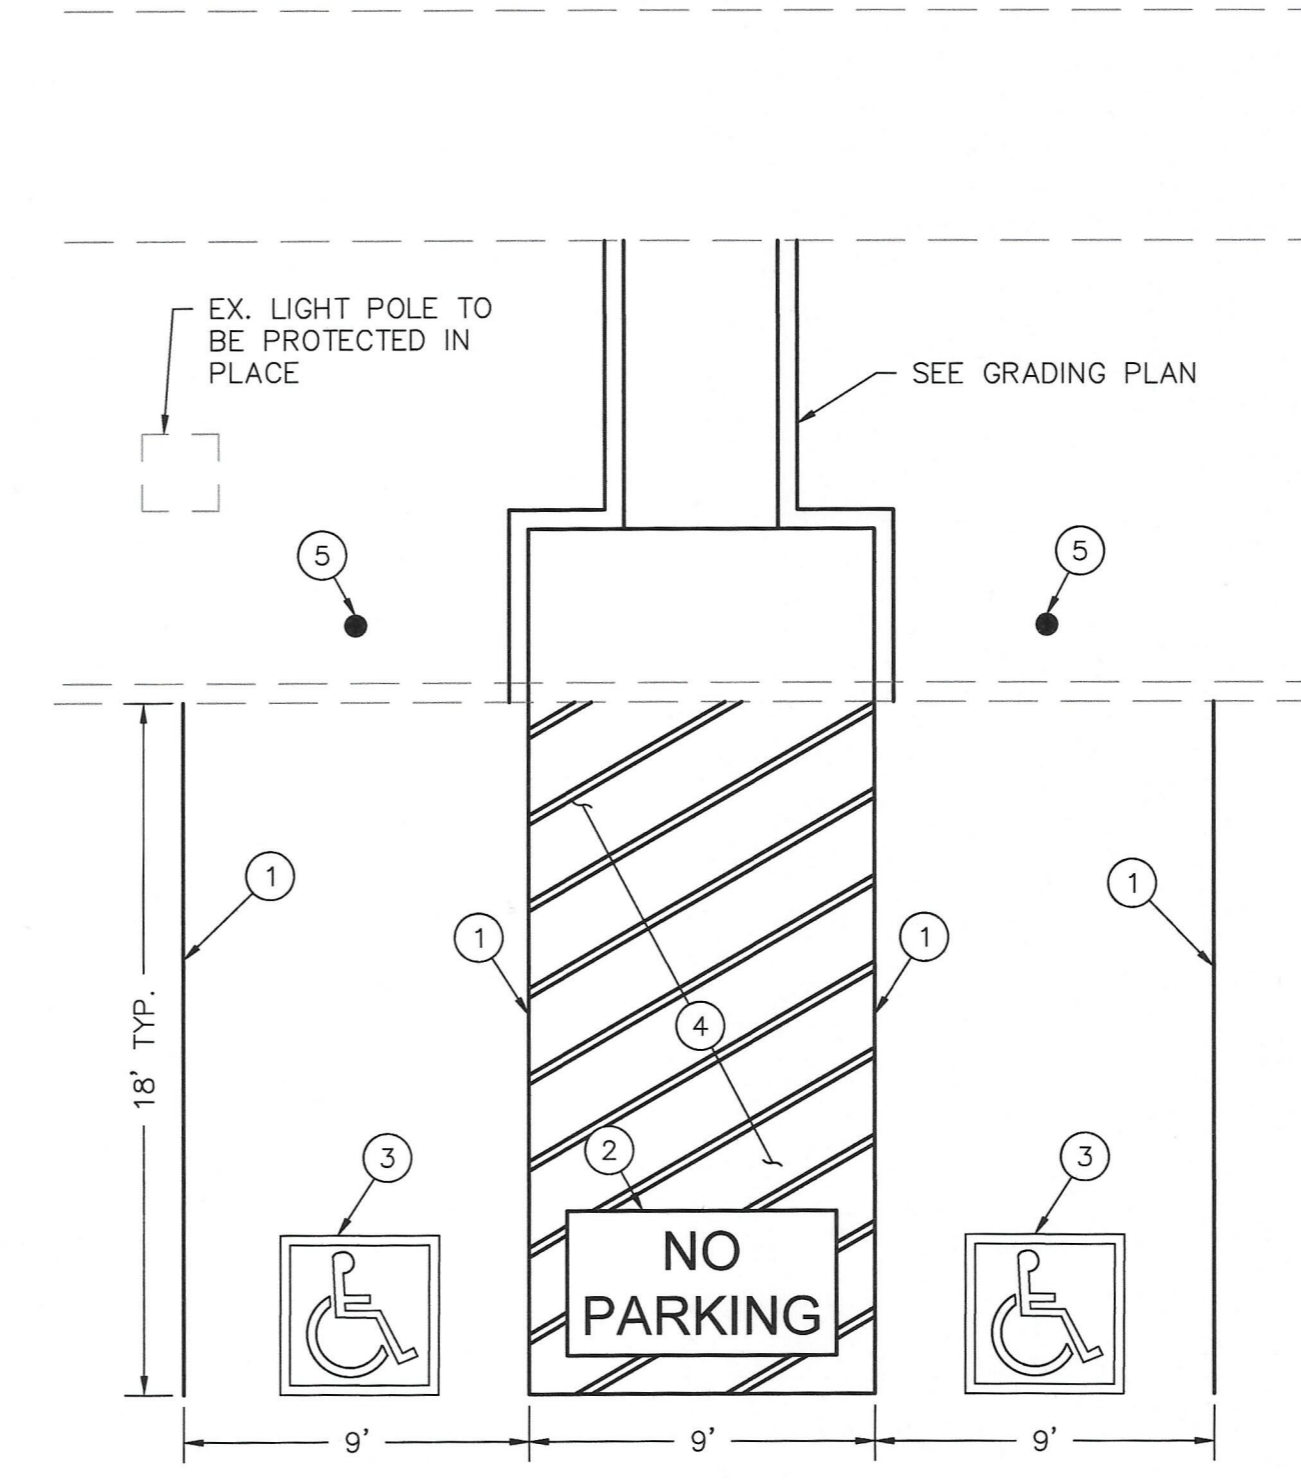 EX. LIGHT POLE TO
BE PROTECTED IN
PLACE
SEE GRADING PLAN
5
5
1
1
1
1
18' TYP.
4
2
3
3
NO
PARKING
9'
9'
9'